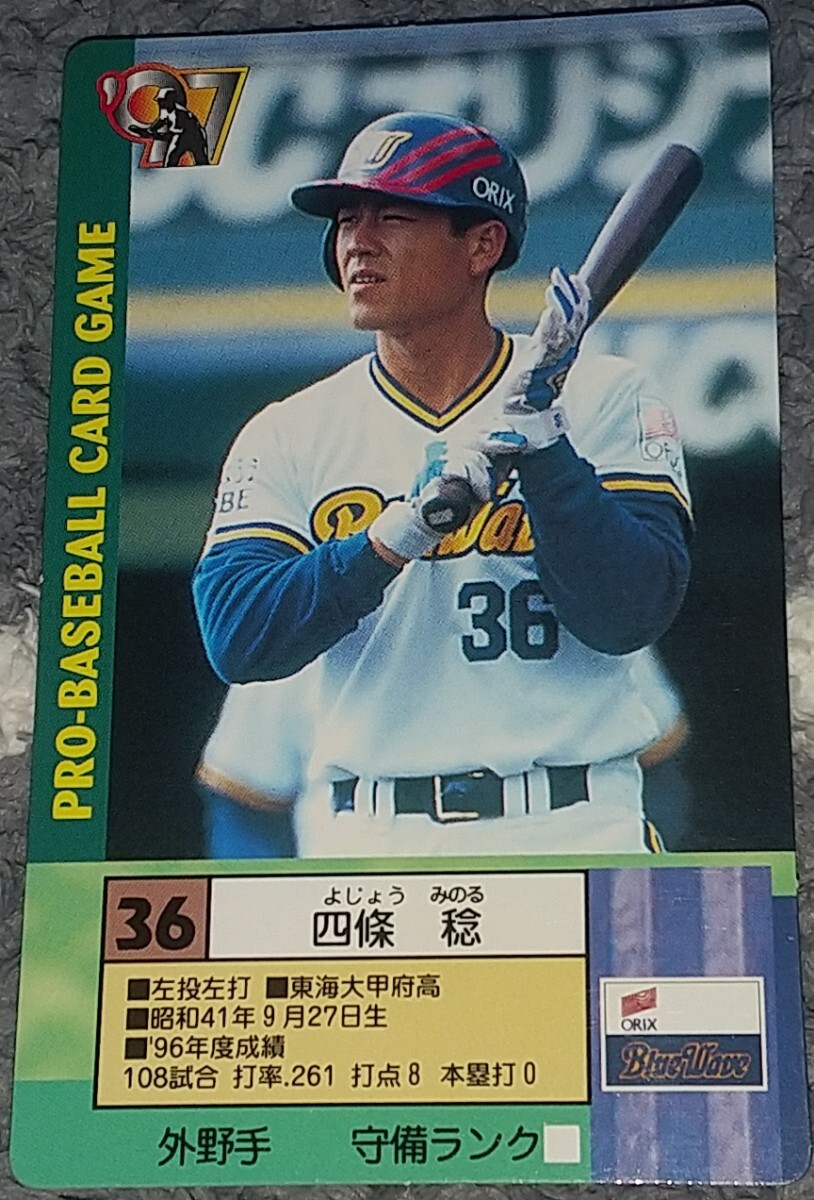 '97
ORIX
BE
36
PRO-BASEBALL CARD GAME
36
よじょう みのる
四條 稔
■左投左打 ■東海大甲府高
■昭和41年9月27日生
■'96年度成績
108試合 打率.261 打点8 本塁打0
ORIX
BlueWave
外野手 守備ランク